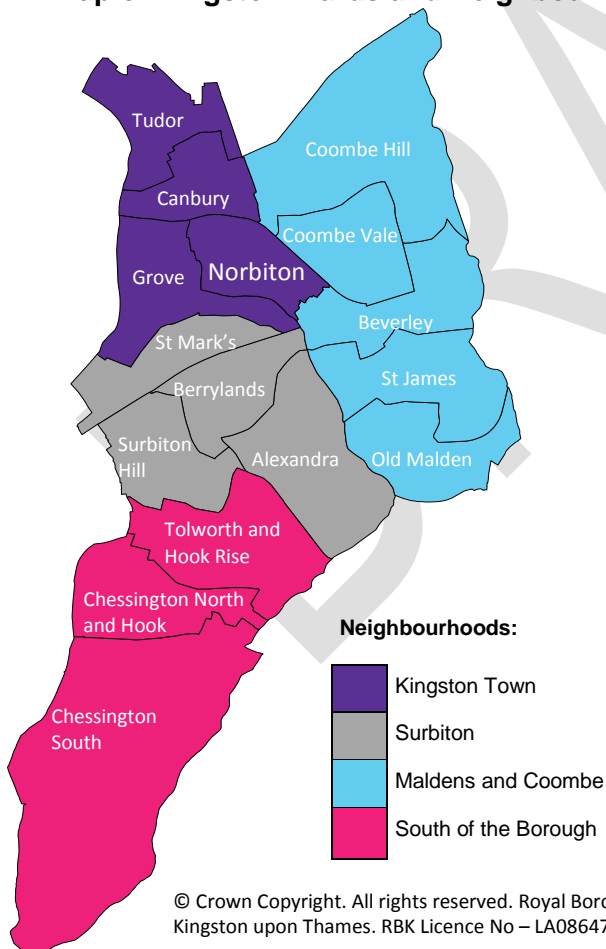 Tudor
Coombe Hill
Canbury
Coombe Vale
Grove
Norbiton
Beverley
St Mark's
St James
Berrylands
Surbiton
Hill
Alexandra
Old Malden
Tolworth and
Hook Rise
Chessington North
and Hook
Chessington
South
Neighbourhoods:
Kingston Town
Surbiton
Maldens and Coombe
South of the Borough
© Crown Copyright. All rights reserved. Royal Boro
Kingston upon Thames. RBK Licence No – LA08647